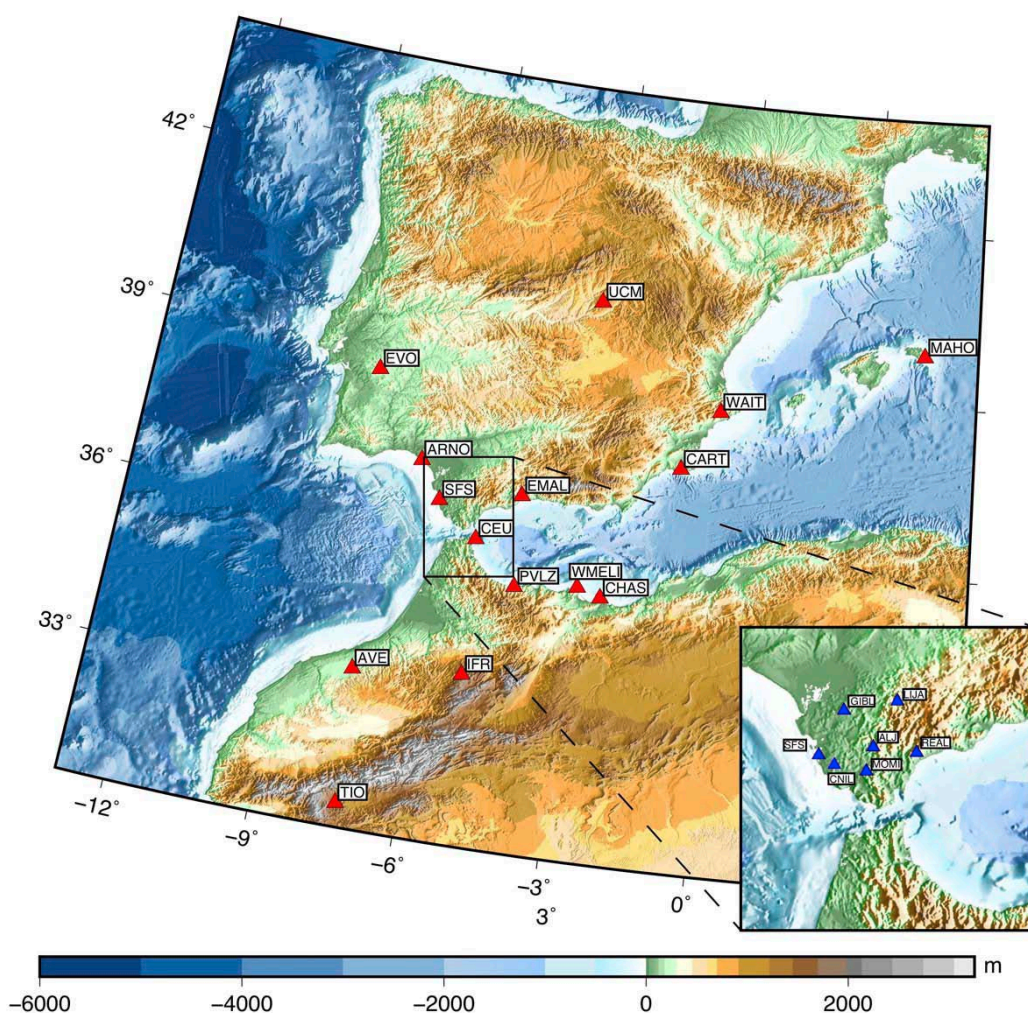 42°
39°
UCM
MAHO
EVO
WAIT
36°
ARNO
CART
SFS
EMAL
CEU
PVLZ
WMELI
CHAS
33°
AVE
IFR
TIO
−12°
−9°
−6°
−3°
0°
3°
GIBL
LIJA
SFS
ALJ
REAL
CNIL
MOMI
m
−6000 −4000 −2000 0 2000